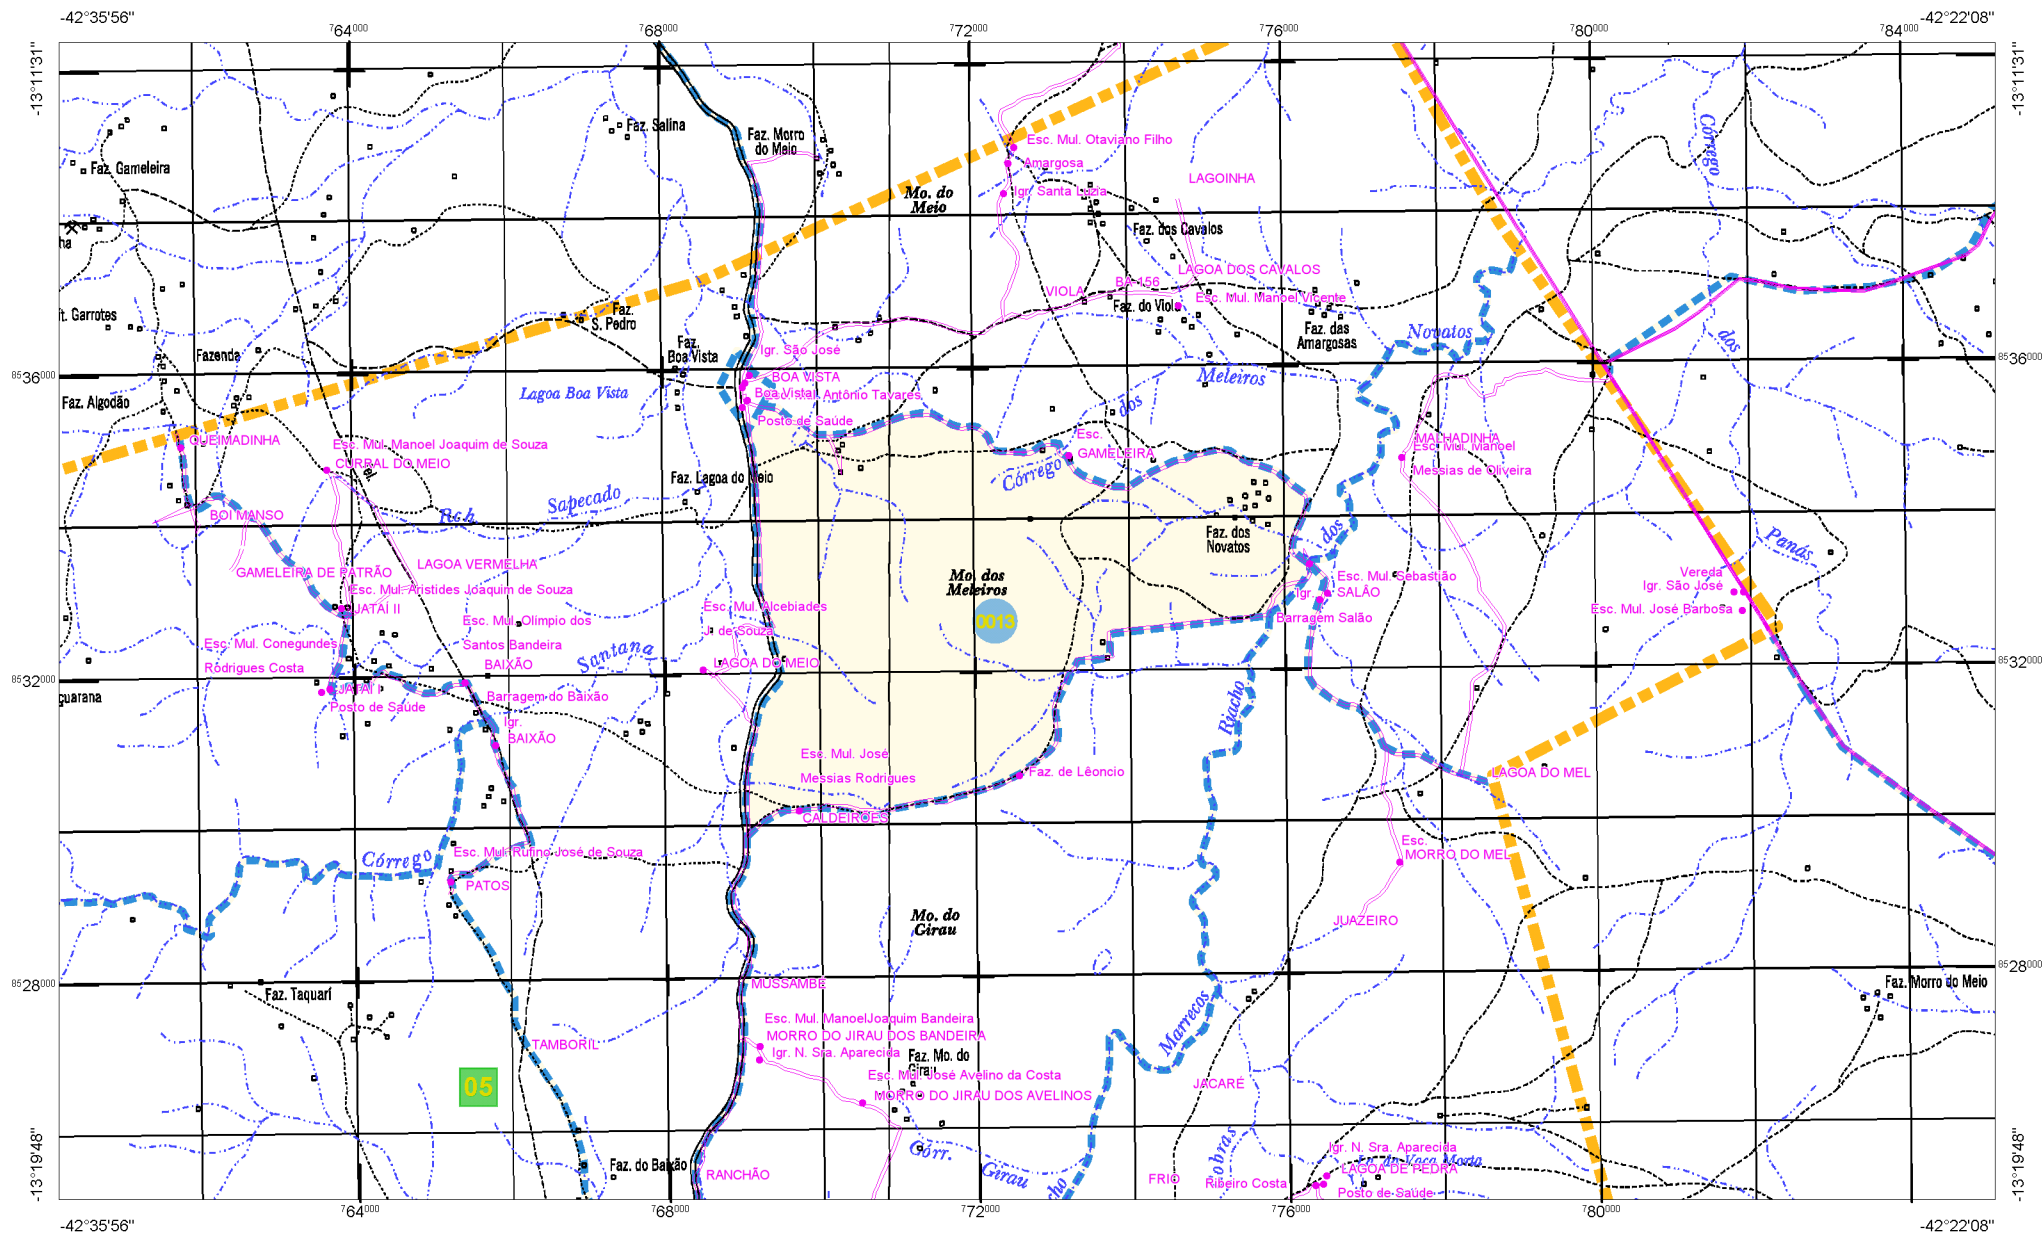 -42°35'56"
-42°22'08"
764000
768000
772000
776000
780000
784000
-13°11'31"
-13°11'31"
Faz. Salina
Faz. Morro
do Meio
Esc. Mul. Otaviano Filho
Amargosa
Córrego
Faz. Gameleira
LAGOINHA
Igr. Santa Luzia
Mo. do
Meio
Faz. dos Cavalos
ha
LAGOA DOS CAVALOS
BA-156
VIOLA
Esc. Mul. Manoel Vicente
Faz. do Viola
ft. Garrotes
Faz.
S. Pedro
Faz. das
Amargosas
Novatos
dos
Faz.
Boa Vista
Igr. São José
Fazenda
8536000
8536000
BOA VISTA
Meleiros
Lagoa Boa Vista
Boa Vista
Antônio Tavares
Faz. Algodão
dos
Posto de Saúde
QUEIMADINHA
Esc. Mul. Manoel Joaquim de Souza
Esc.
MALHADINHA
Esc. Mul. Manoel
GAMELEIRA
CURRAL DO MEIO
Messias de Oliveira
Córrego
Faz. Lagoa do Meio
Sapecado
BOI MANSO
Rch.
Faz. dos
Novatos
dos
Panás
LAGOA VERMELHA
GAMELEIRA DE PATRÃO
Mo. dos
Meleiros
Esc. Mul. Sebastião
Vereda
Igr. São José
Esc. Mul. Aristides Joaquim de Souza
Igr.
SALÃO
JATAÍ II
Esc. Mul. Alcebiades
Esc. Mul. José Barbosa
Esc. Mul. Olimpio dos
0013
Barragem Salão
J. de Souza
Esc. Mul. Conegundes
Santos Bandeira
Santana
BAIXÃO
LAGOA DO MEIO
Rodrigues Costa
8532000
8532000
JATAÍ I
Barragem do Baixão
guarana
Posto de Saúde
Riacho
Igr.
BAIXÃO
Esc. Mul. José
Messias Rodrigues
Faz. de Lêoncio
LAGOA DO MEL
CALDEIRÕES
Esc.
MORRO DO MEL
Córrego
Esc. Mul. Rufino José de Souza
PATOS
Mo. do
Girau
JUAZEIRO
8528000
8528000
MUSSAMBÉ
Faz. Taquarí
Faz. Morro do Meio
Esc. Mul. ManoelJoaquim Bandeira
Marrecos
MORRO DO JIRAU DOS BANDEIRA
TAMBORIL
Igr. N. Sra. Aparecida
Faz. Mo. do
Girau
Esc. Mul. José Avelino da Costa
JACARÉ
05
MORRO DO JIRAU DOS AVELINOS
Córr.
Girau
Igr. N. Sra. Aparecida
Faz. do Baixão
RANCHÃO
LAGOA DE PEDRA
FRIO
Ribeiro Costa
Posto de Saúde
-13°19'48"
-13°19'48"
764000
768000
772000
776000
780000
-42°35'56"
-42°22'08"